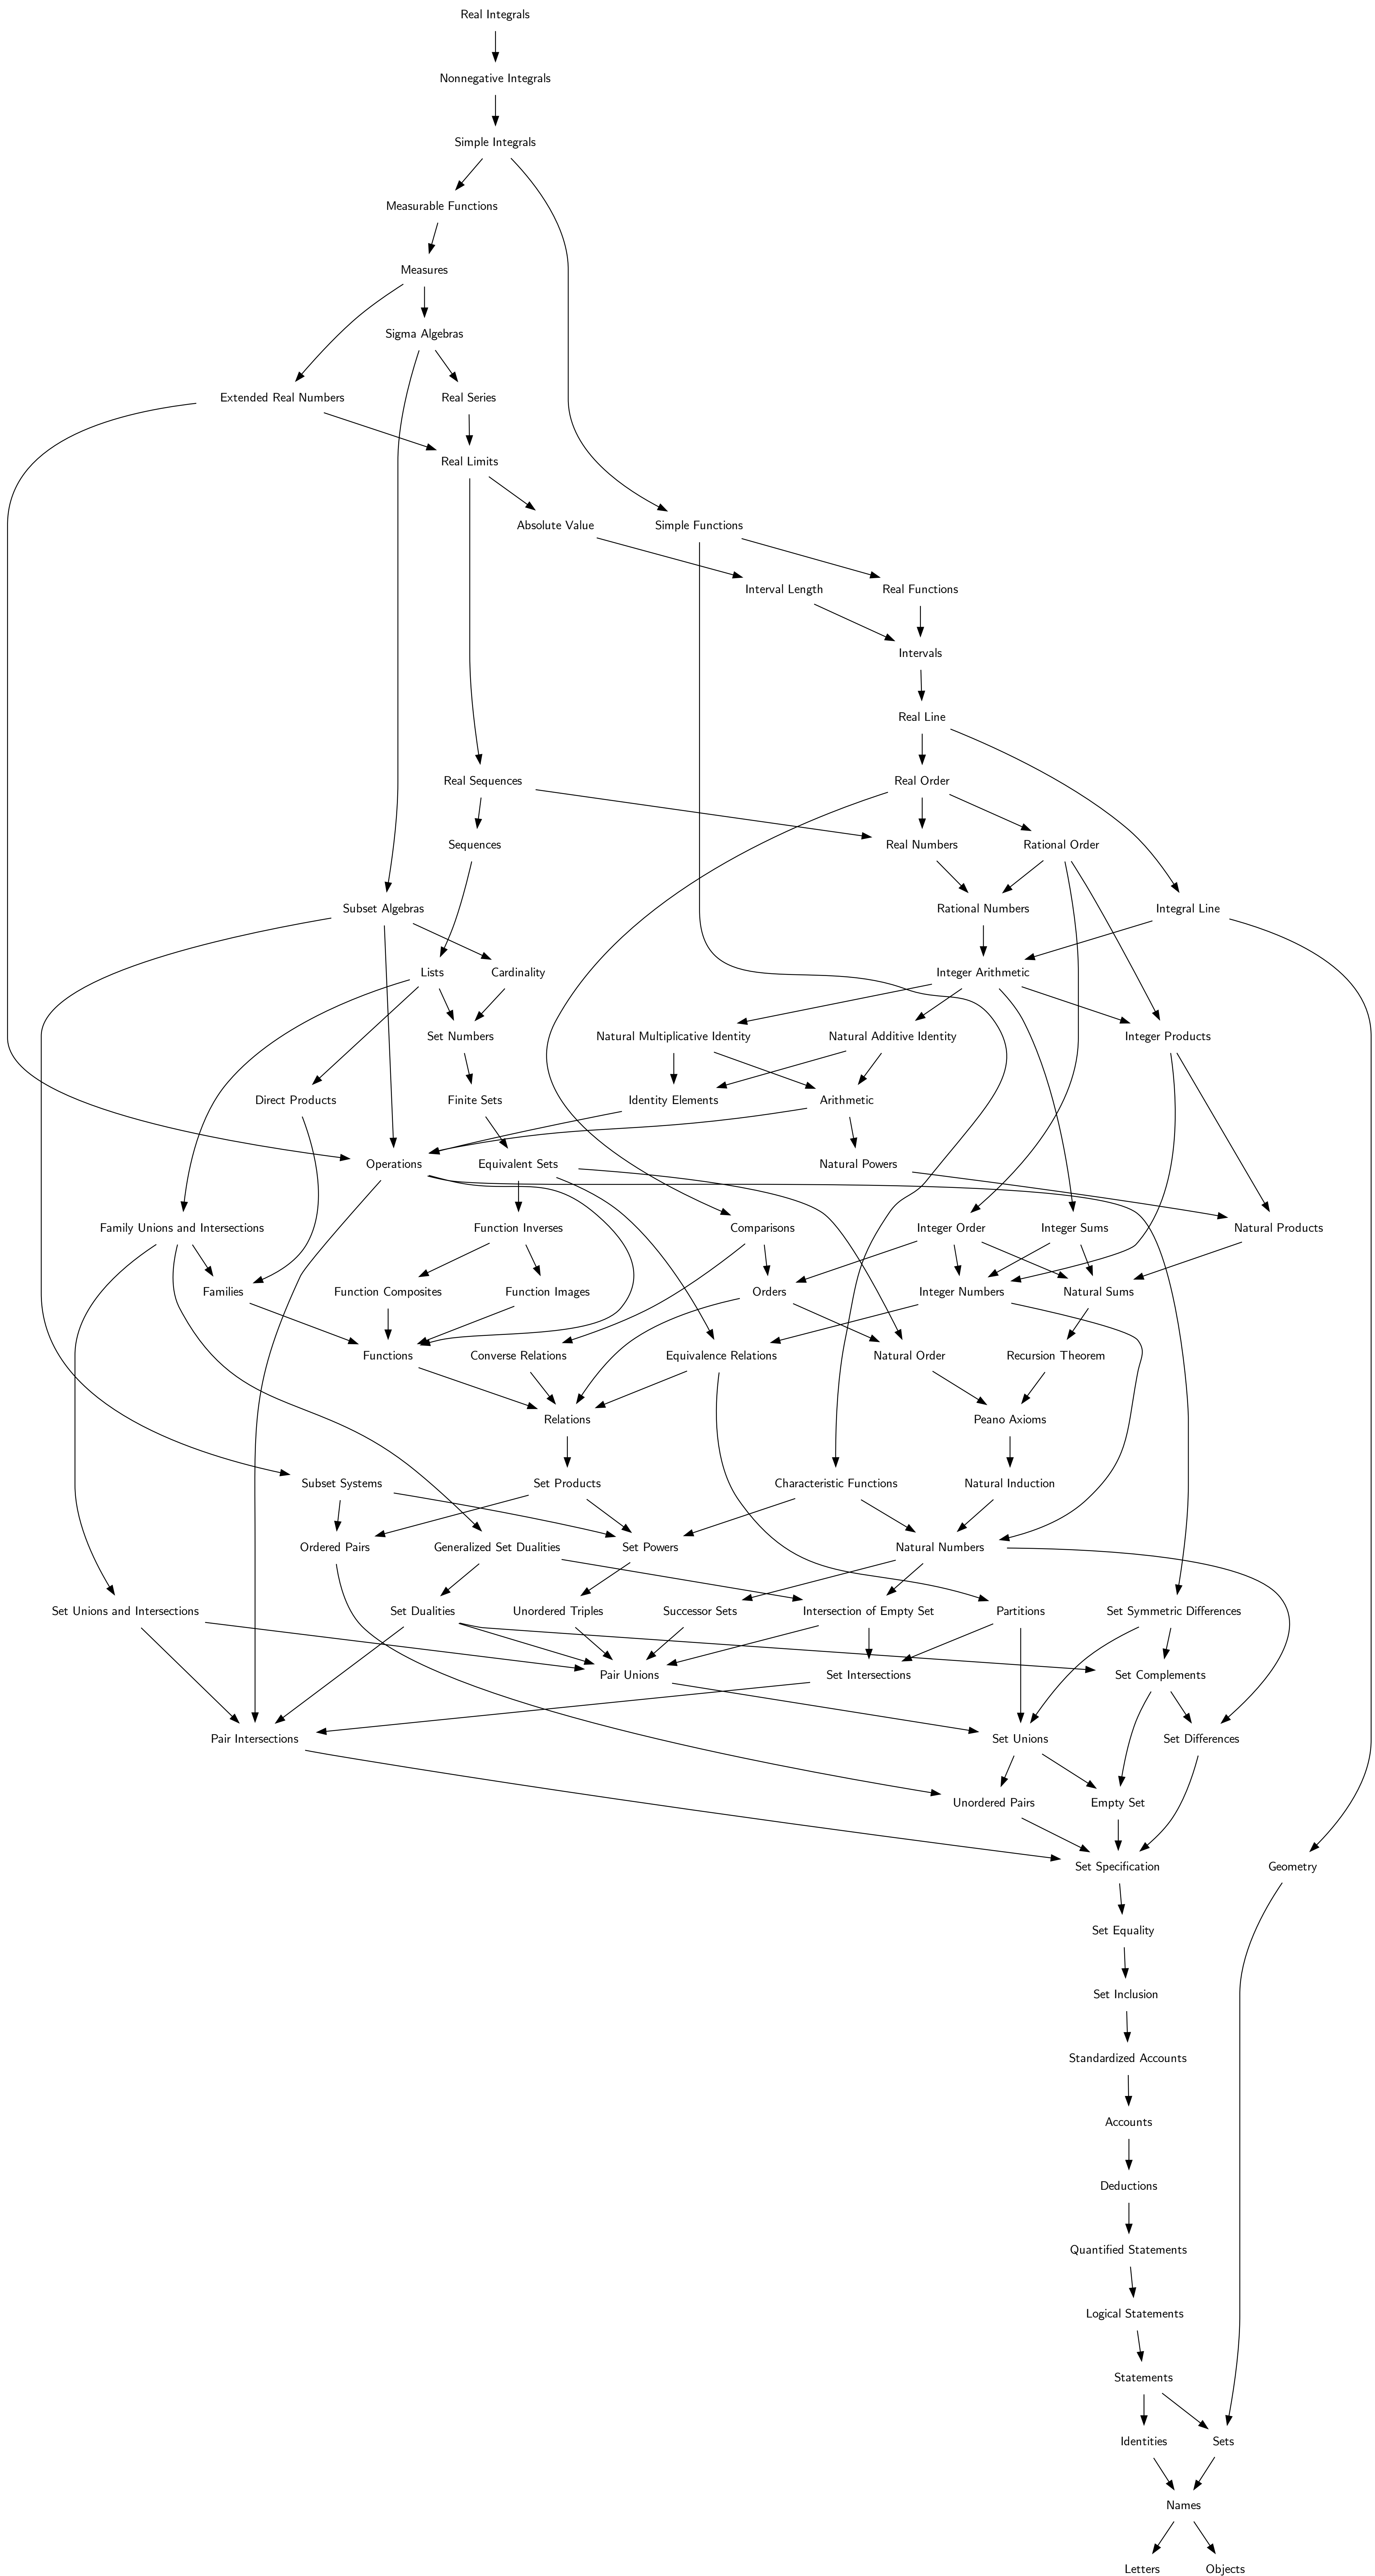 Real Integrals
Nonnegative Integrals
Simple Integrals
Measurable Functions
Measures
Sigma Algebras
Extended Real Numbers
Real Series
Real Limits
Absolute Value
Simple Functions
Interval Length
Real Functions
Intervals
Real Line
Real Sequences
Real Order
Sequences
Real Numbers
Rational Order
Subset Algebras
Rational Numbers
Integral Line
Lists
Cardinality
Integer Arithmetic
Set Numbers
Natural Multiplicative Identity
Natural Additive Identity
Integer Products
Direct Products
Finite Sets
Identity Elements
Arithmetic
Operations
Equivalent Sets
Natural Powers
Family Unions and Intersections
Function Inverses
Comparisons
Integer Order
Integer Sums
Natural Products
Families
Function Composites
Function Images
Orders
Integer Numbers
Natural Sums
Functions
Converse Relations
Equivalence Relations
Natural Order
Recursion Theorem
Relations
Peano Axioms
Subset Systems
Set Products
Characteristic Functions
Natural Induction
Ordered Pairs
Generalized Set Dualities
Set Powers
Natural Numbers
Set Unions and Intersections
Set Dualities
Unordered Triples
Successor Sets
Intersection of Empty Set
Partitions
Set Symmetric Differences
Pair Unions
Set Intersections
Set Complements
Pair Intersections
Set Unions
Set Differences
Unordered Pairs
Empty Set
Set Specification
Geometry
Set Equality
Set Inclusion
Standardized Accounts
Accounts
Deductions
Quantified Statements
Logical Statements
Statements
Identities
Sets
Names
Letters
Objects